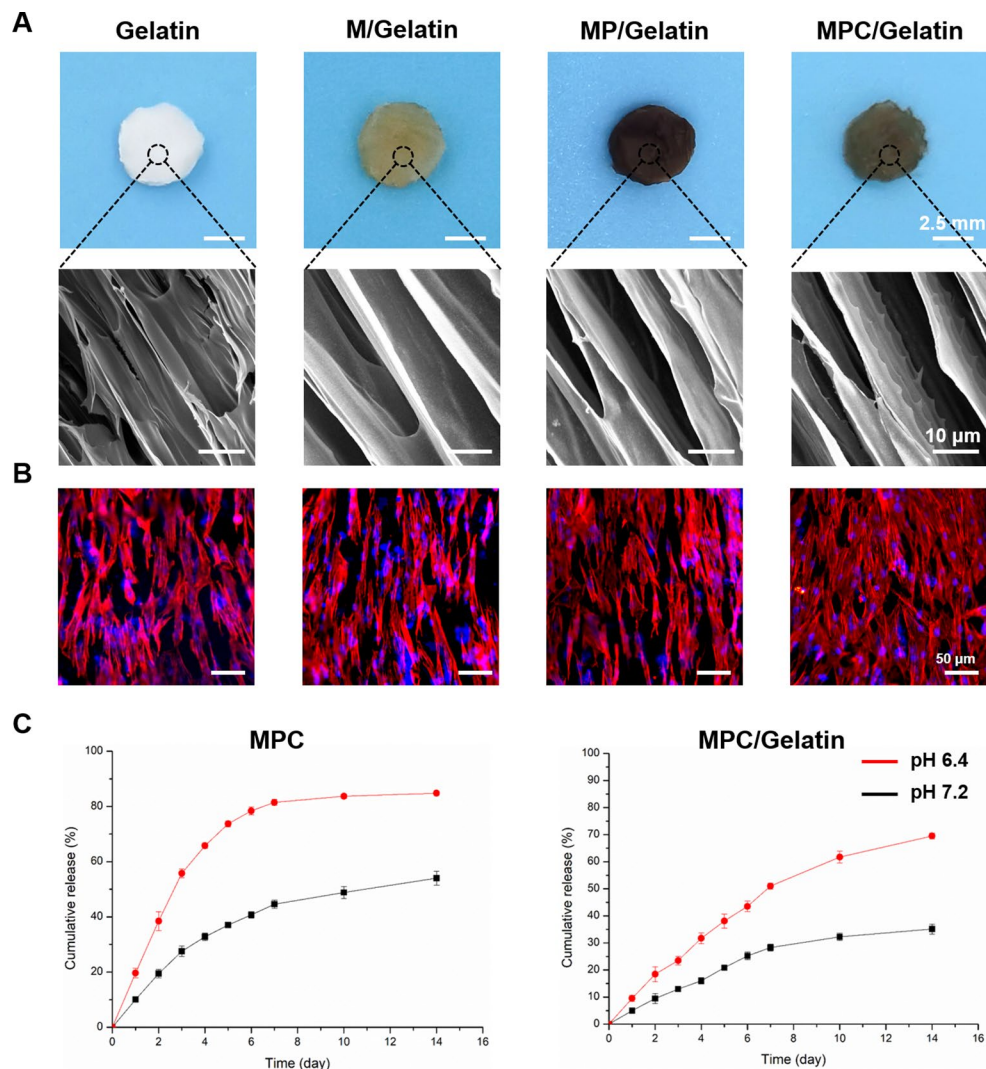 A
Gelatin
M/Gelatin
MP/Gelatin
MPC/Gelatin
2.5 mm
10 µm
B
50 µm
C
MPC
100
80
60
40
20
0
Cumulative release (%)
0 2 4 6 8 10 12 14 16
Time (day)
MPC/Gelatin
pH 6.4
pH 7.2
100
90
80
70
60
50
40
30
20
10
0
Cumulative release (%)
0 2 4 6 8 10 12 14 16
Time (day)